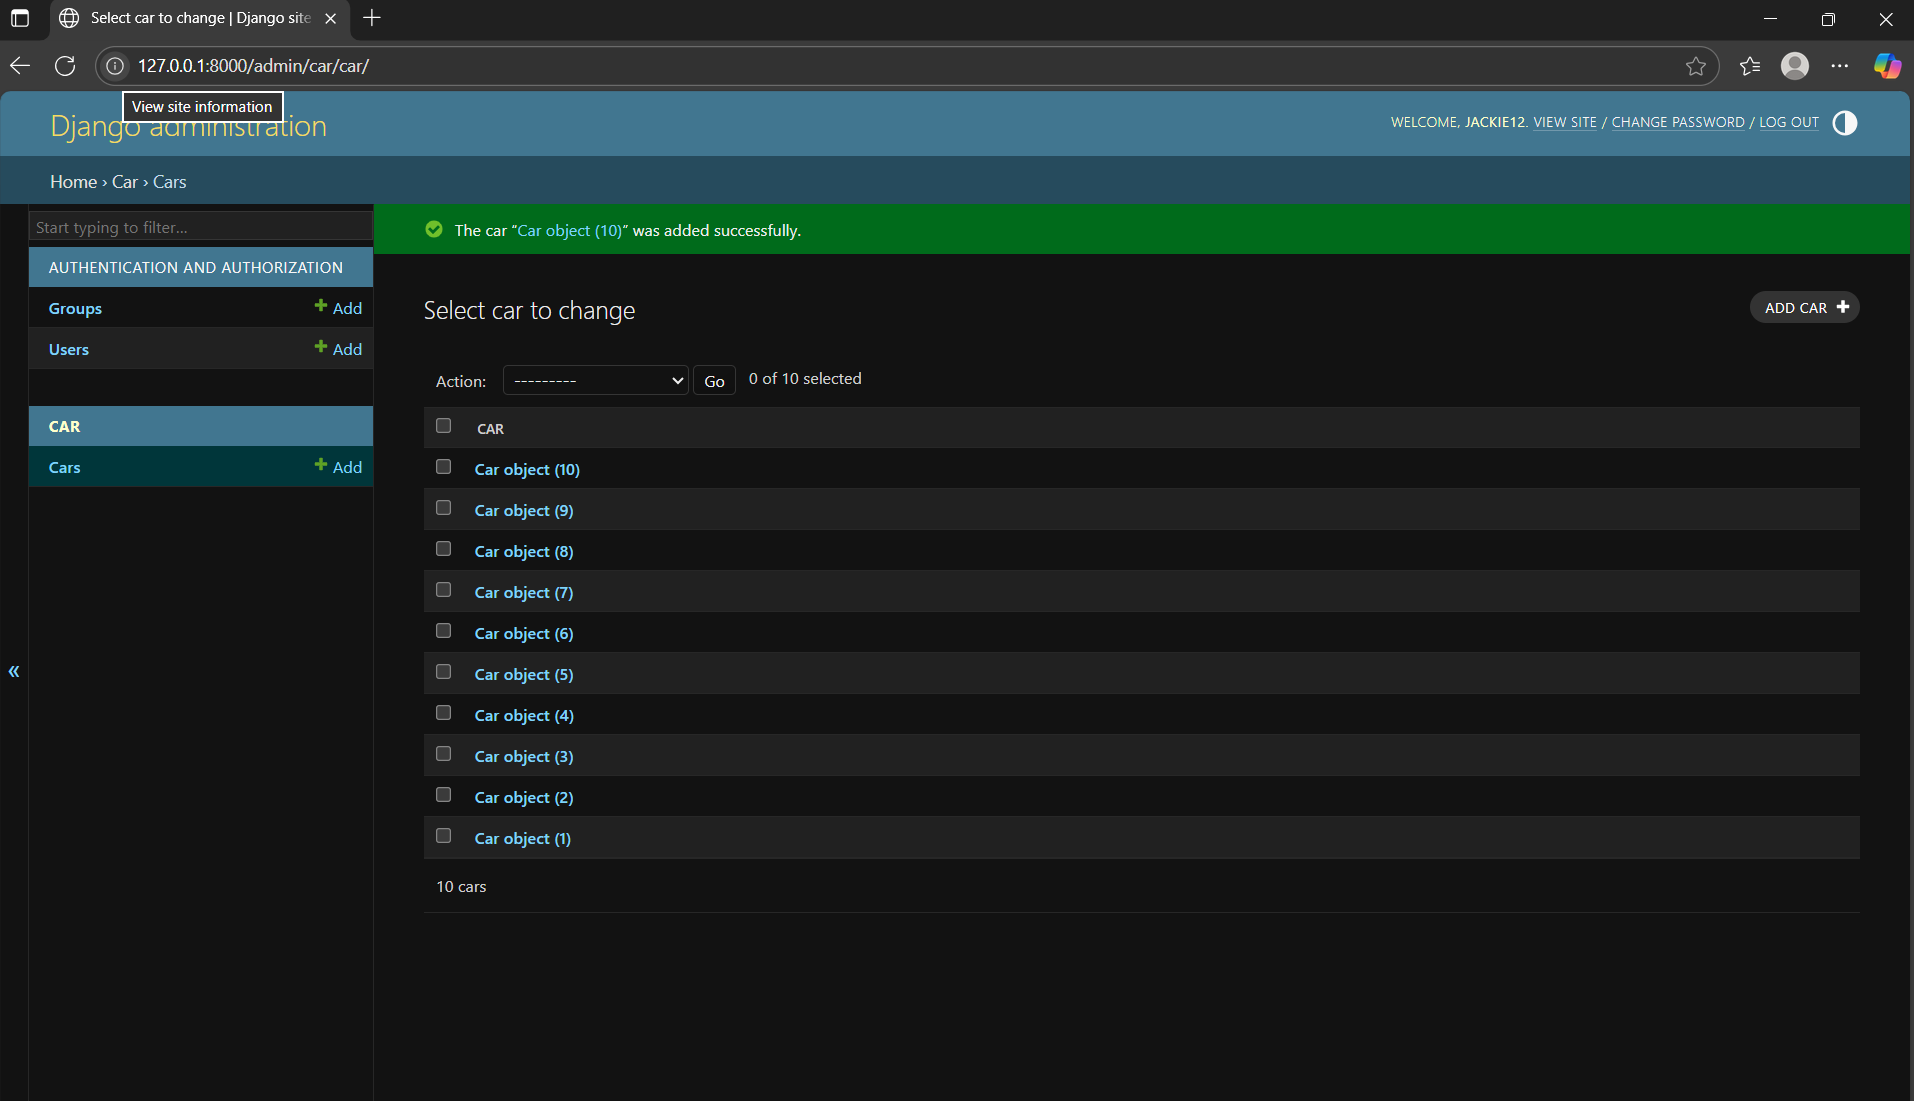 Select car to change | Django site
127.0.0.1:8000/admin/car/car/
View site information
Django administration
WELCOME, JACKIE12. VIEW SITE / CHANGE PASSWORD / LOG OUT
Home › Car › Cars
Start typing to filter...
The car “Car object (10)” was added successfully.
AUTHENTICATION AND AUTHORIZATION
Groups
Add
Users
Add
CAR
Cars
Add
Select car to change
ADD CAR
Action:
---------
Go
0 of 10 selected
CAR
Car object (10)
Car object (9)
Car object (8)
Car object (7)
Car object (6)
Car object (5)
Car object (4)
Car object (3)
Car object (2)
Car object (1)
10 cars
«